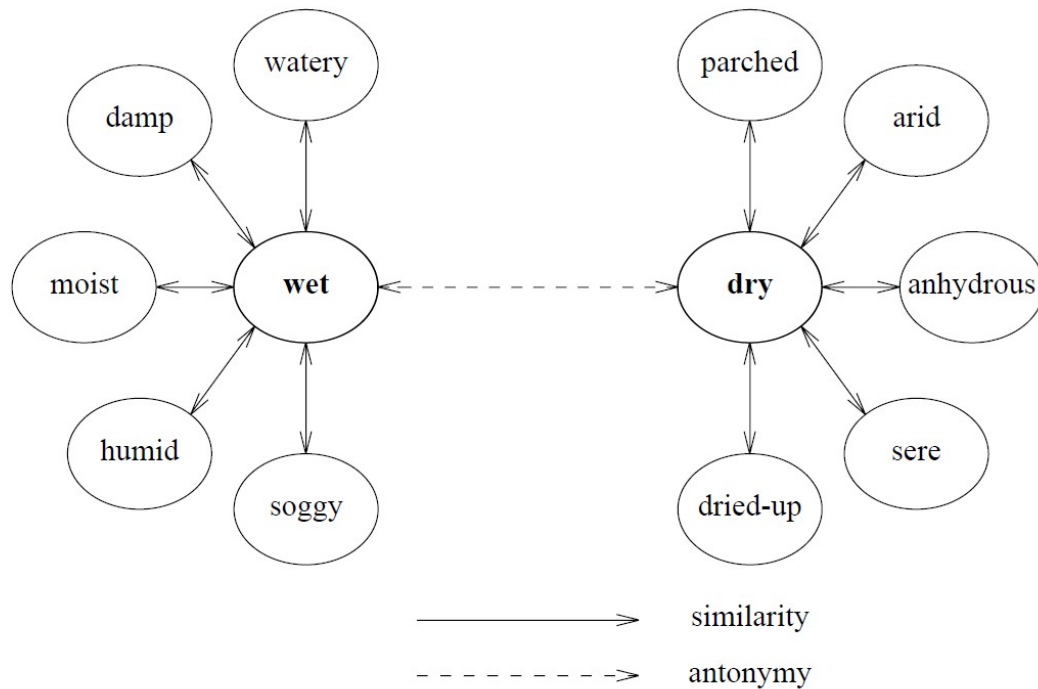 watery
damp
moist
wet
humid
soggy
parched
arid
dry
anhydrous
sere
dried-up
similarity
antonymy